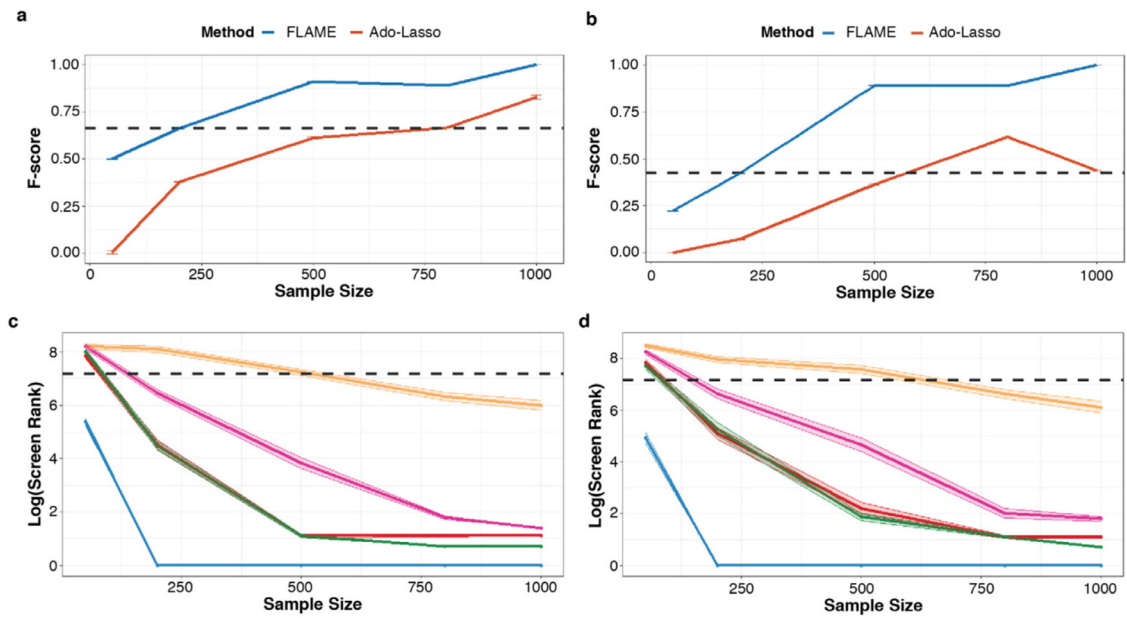 a
Method FLAME Ado-Lasso
1.00
0.75
0.50
0.25
0.00
F-score
0 250 500 750 1000
Sample Size
b
Method FLAME Ado-Lasso
1.00
0.75
0.50
0.25
0.00
F-score
0 250 500 750 1000
Sample Size
c
8
6
4
2
0
Log(Screen Rank)
250 500 750 1000
Sample Size
d
8
6
4
2
0
Log(Screen Rank)
250 500 750 1000
Sample Size